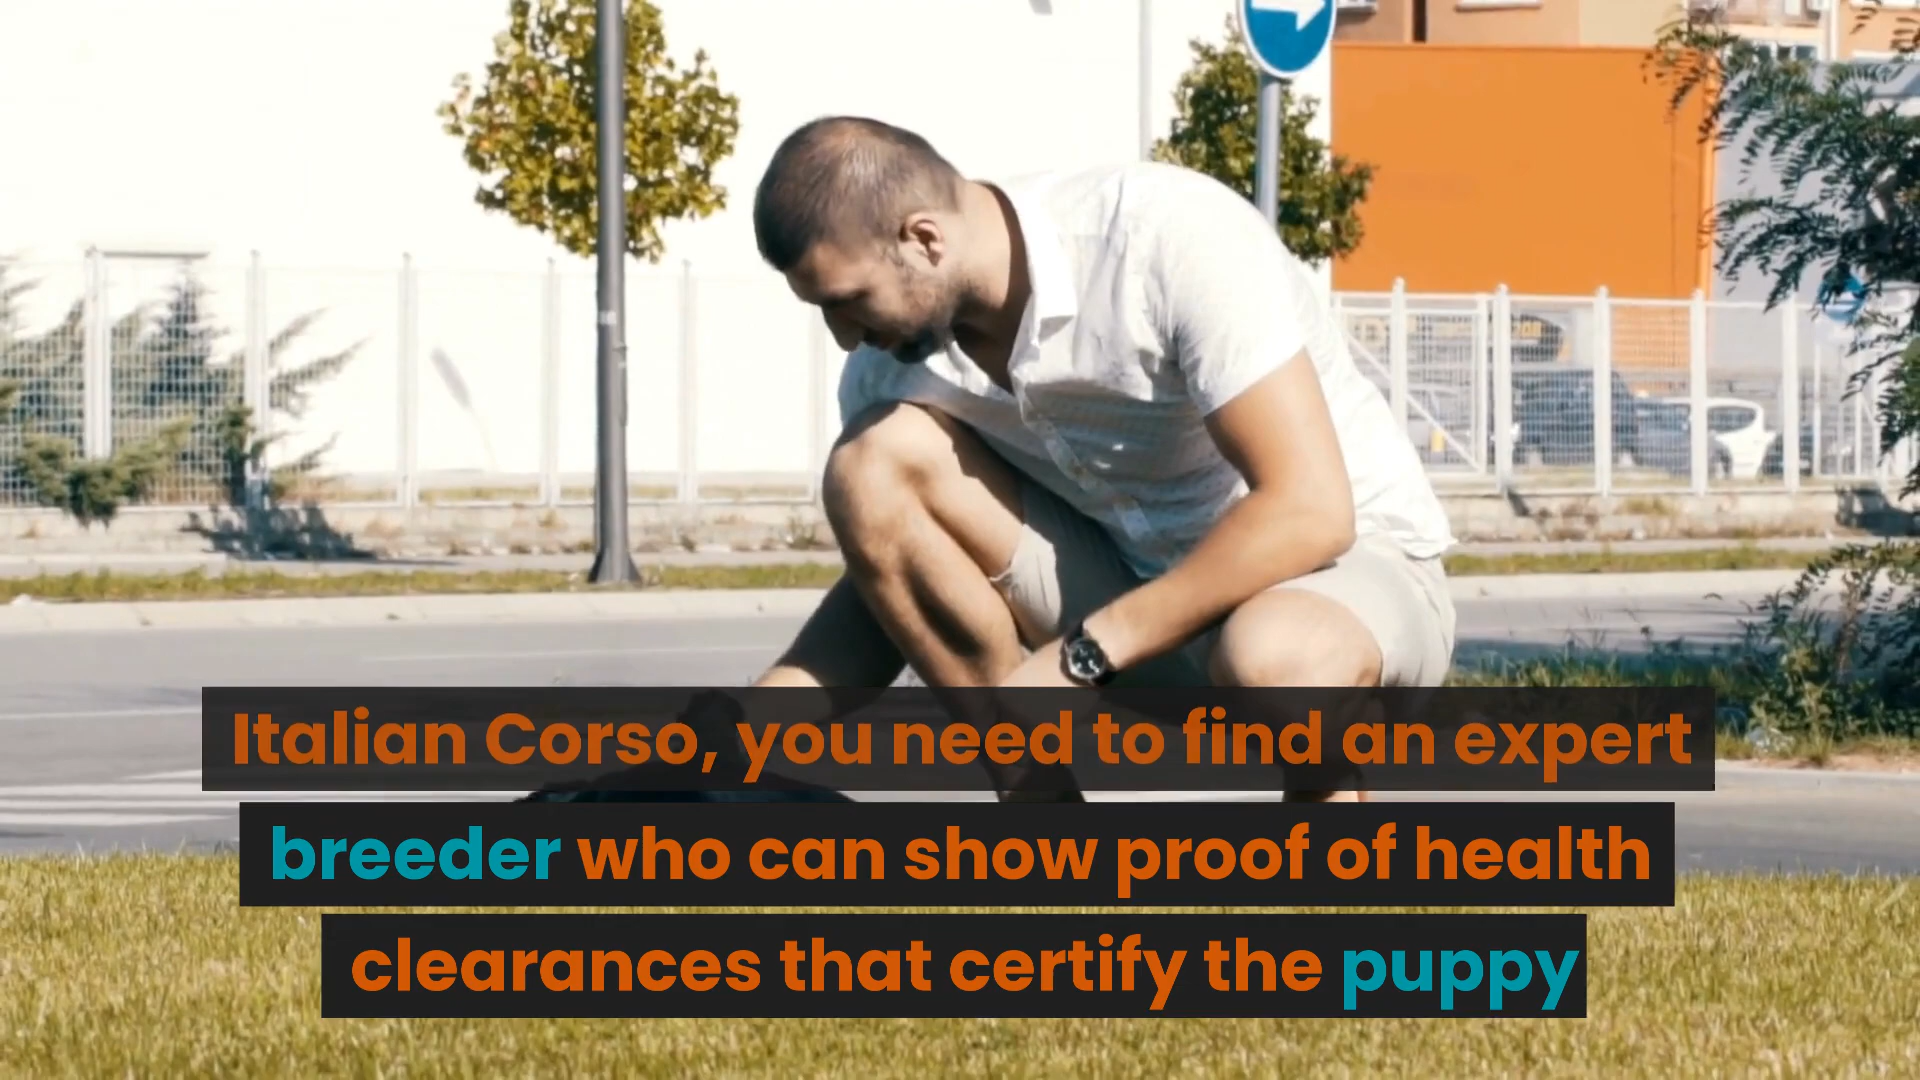 Italian Corso, you need to find an expert
breeder who can show proof of health
clearances that certify the puppy